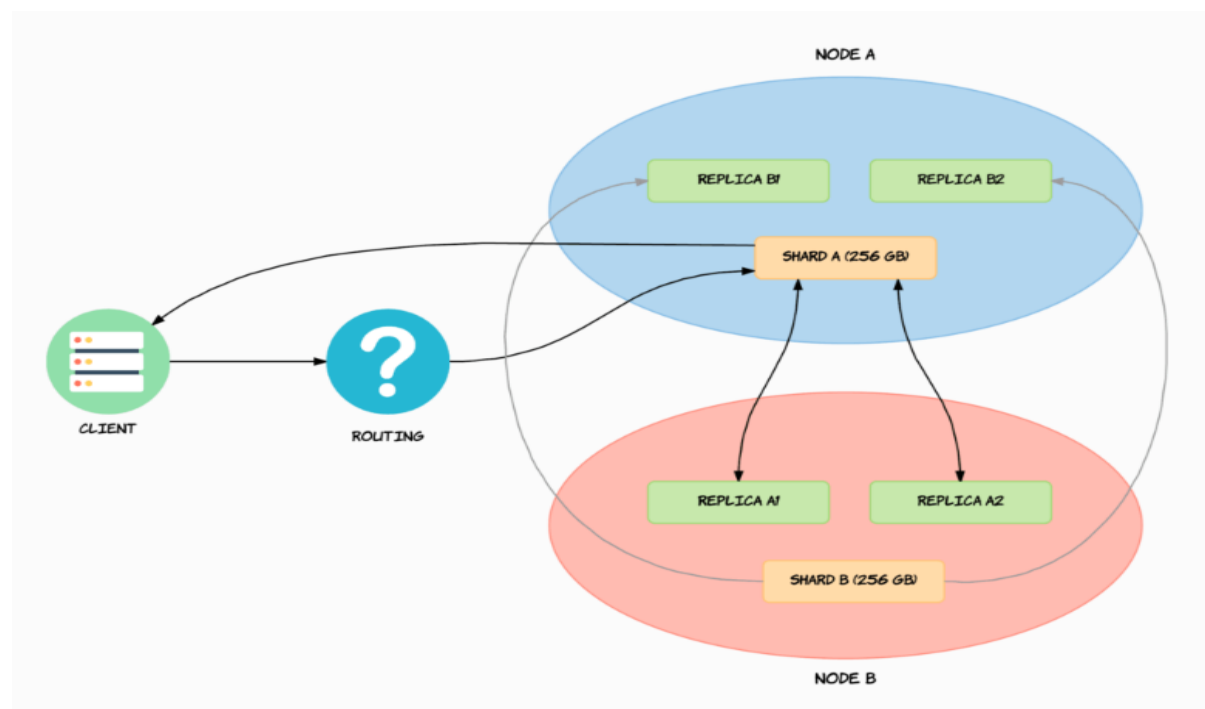 NODE A
REPLICA B1
REPLICA B2
SHARD A (256 GB)
CLIENT
ROUTING
REPLICA A1
REPLICA A2
SHARD B (256 GB)
NODE B